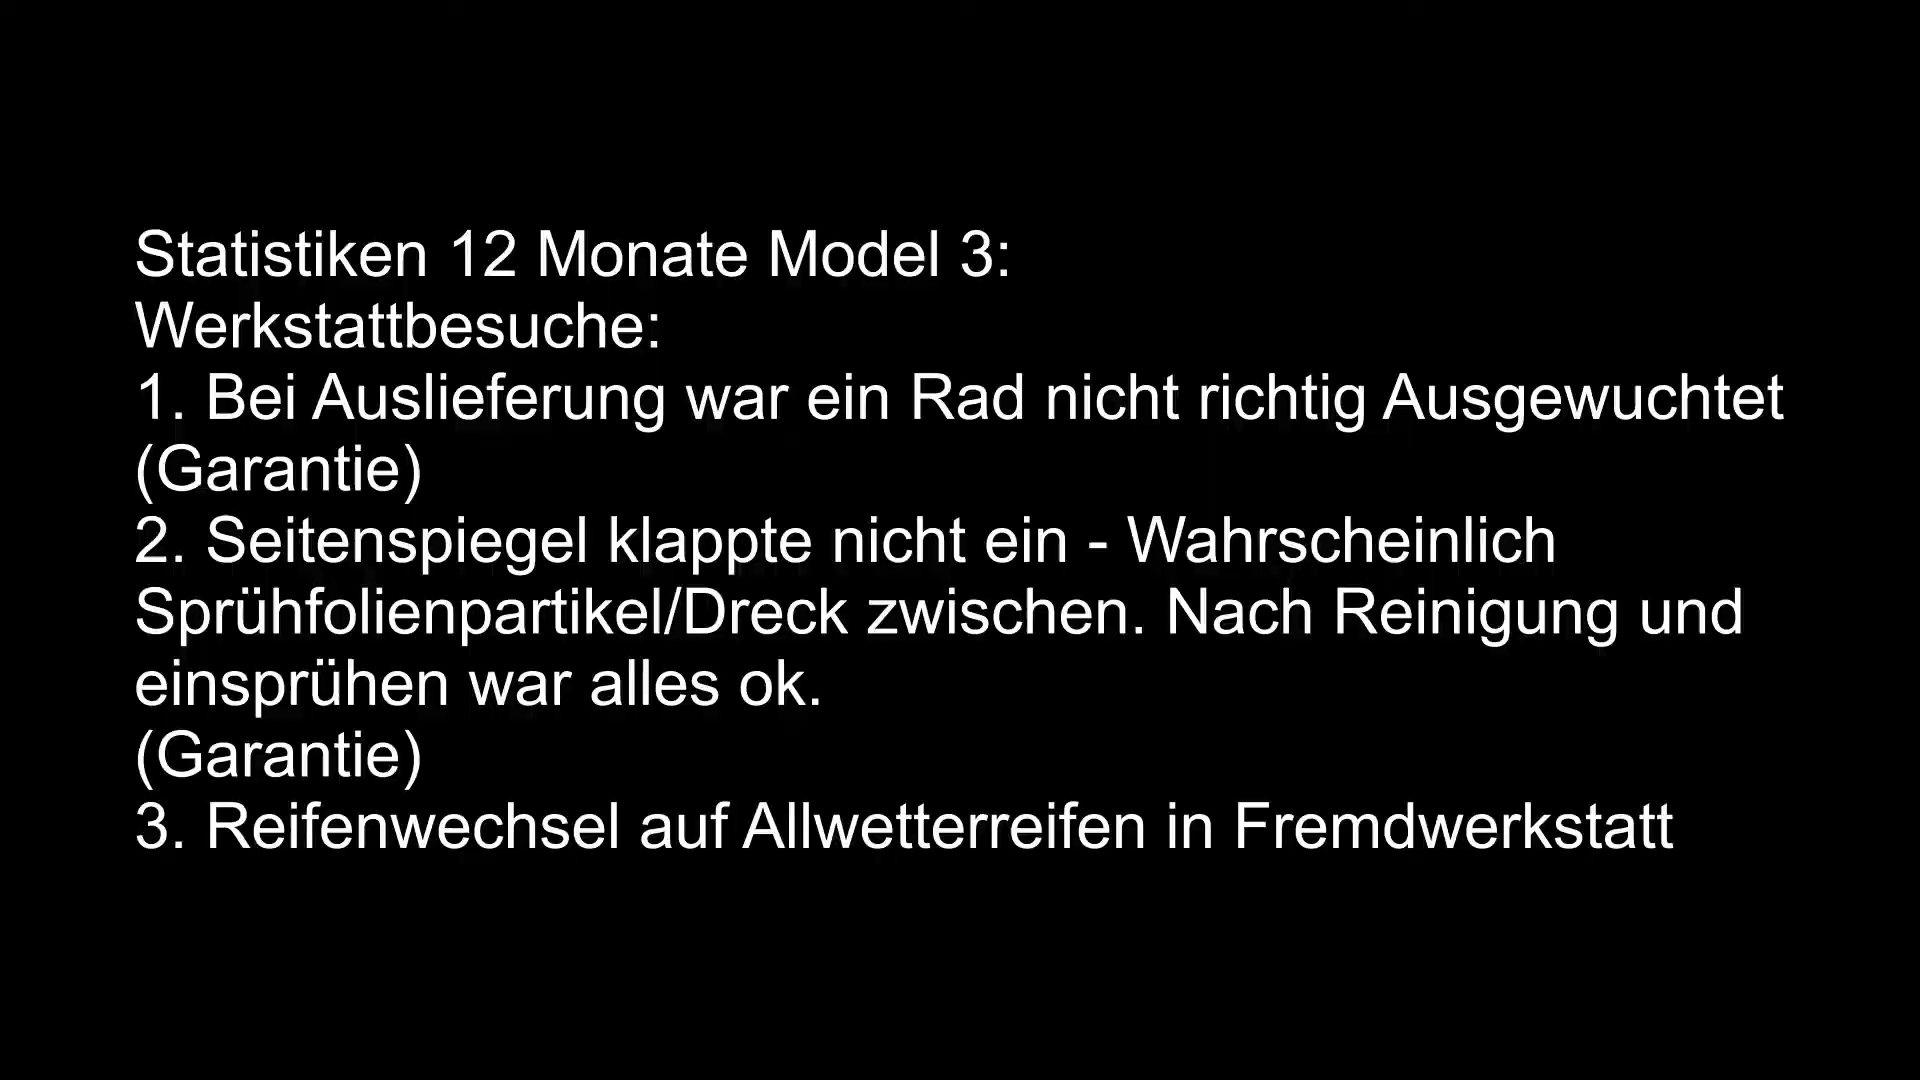 Statistiken 12 Monate Model 3:
Werkstattbesuche:
1. Bei Auslieferung war ein Rad nicht richtig Ausgewuchtet
(Garantie)
2. Seitenspiegel klappte nicht ein - Wahrscheinlich
Sprühfolienpartikel/Dreck zwischen. Nach Reinigung und
einsprühen war alles ok.
(Garantie)
3. Reifenwechsel auf Allwetterreifen in Fremdwerkstatt